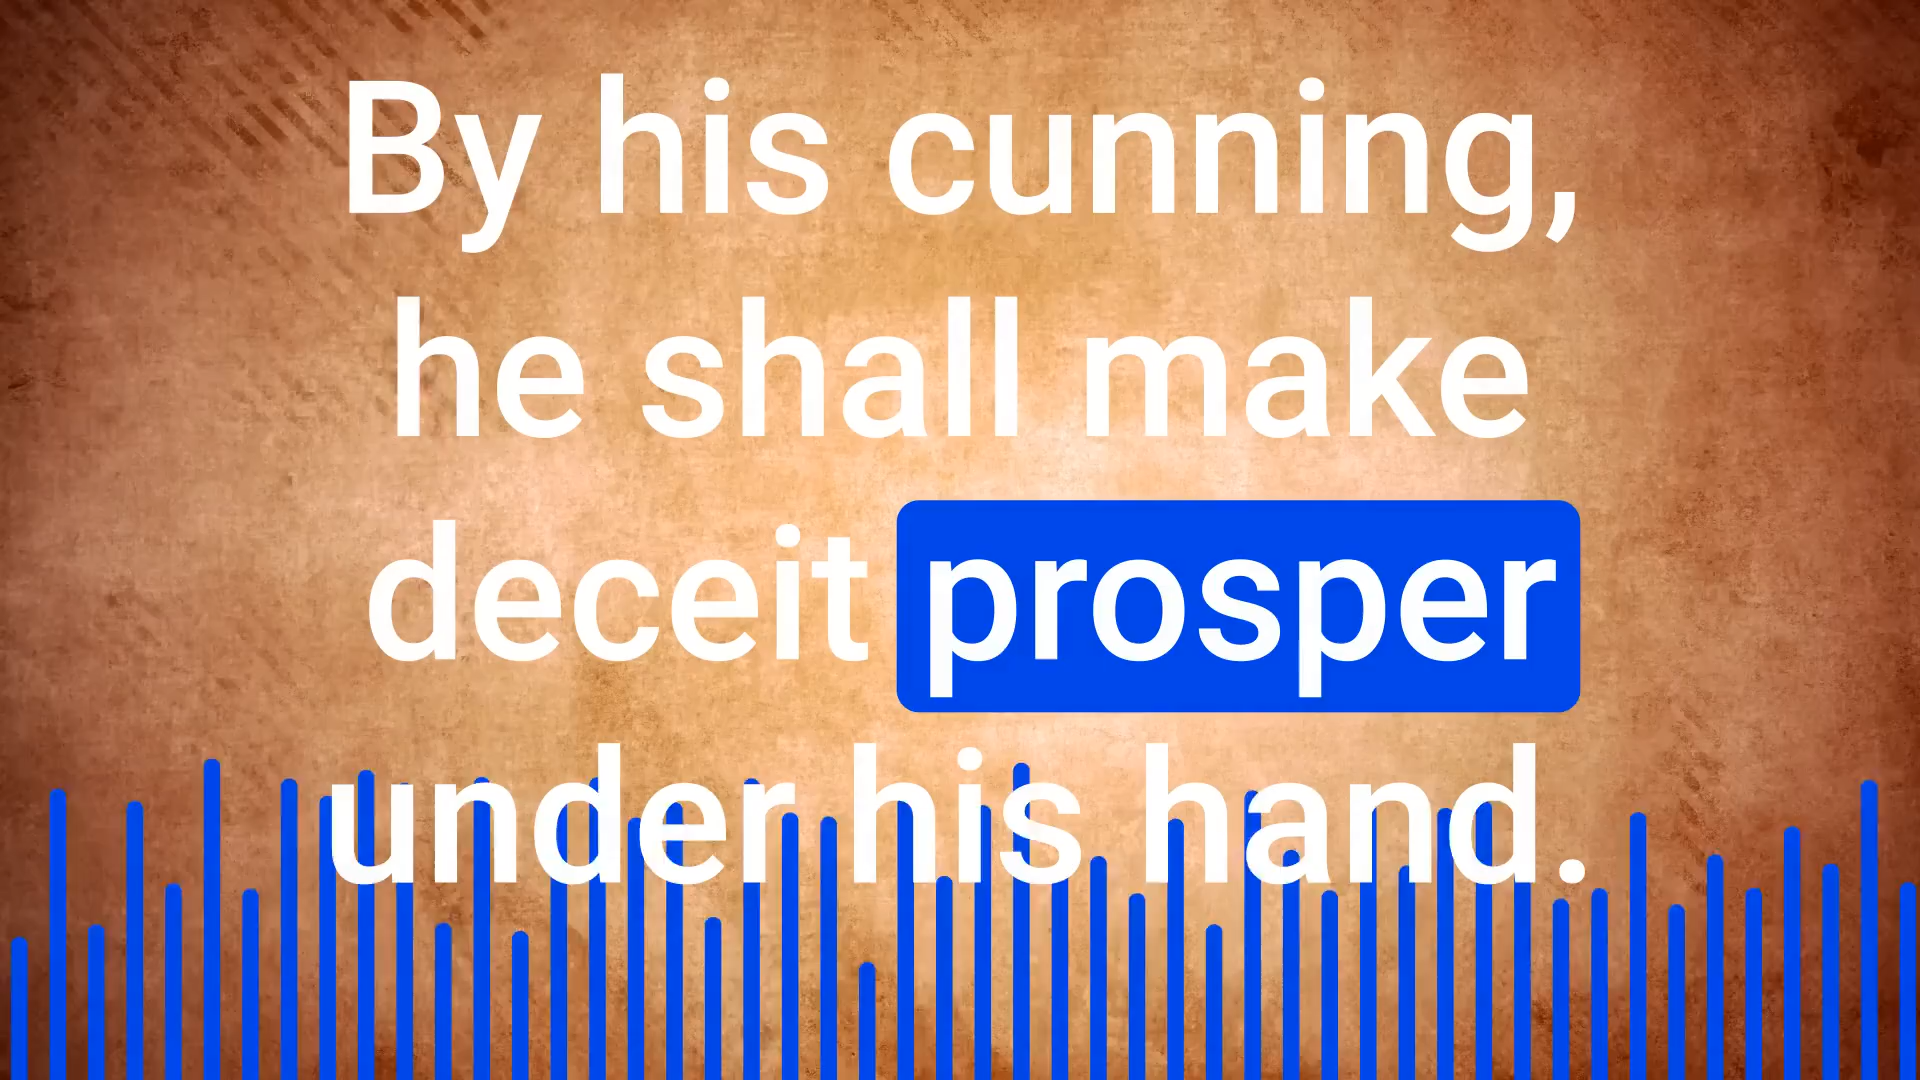 By his cunning,
he shall make
deceit prosper
under his hand.